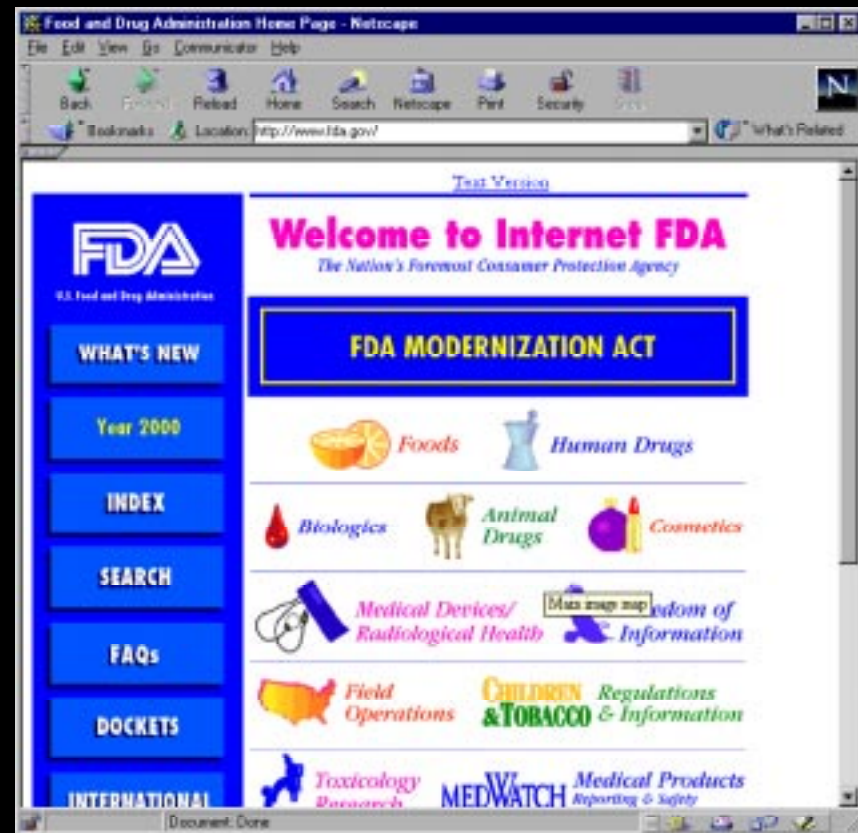 Food and Drug Administration Home Page - Netscape
File Edit View Go Communicator Help
Back Forward Reload Home Search Netscape Print Security
Bookmarks Location: http://www.fda.gov/ What's Related
Text Version
FDA
U.S. Food and Drug Administration
WHAT'S NEW
Year 2000
INDEX
SEARCH
FAQs
DOCKETS
INTERNATIONAL
Welcome to Internet FDA
The Nation's Foremost Consumer Protection Agency
FDA MODERNIZATION ACT
Foods
Human Drugs
Biologics
Animal
Drugs
Cosmetics
Medical Devices/
Radiological Health
Main image map
edom of
Information
Field
Operations
CHILDREN
&TOBACCO
Regulations
& Information
Toxicology
Research
MEDWATCH
Medical Products
Reporting & Safety
Document: Done